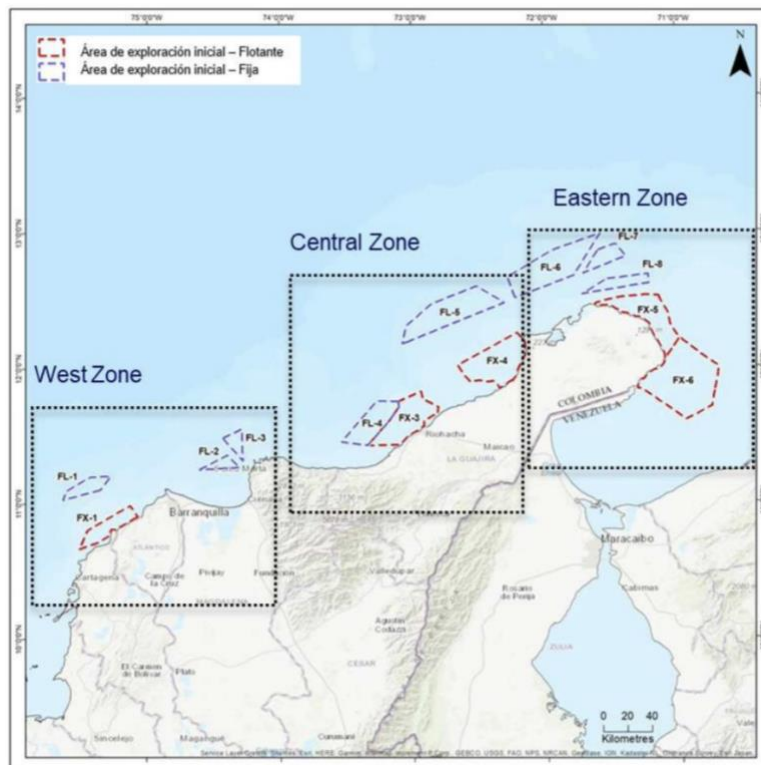 75°0'0"W 74°0'0"W 73°0'0"W 72°0'0"W 71°0'0"W
N
Área de exploración inicial – Flotante
Área de exploración inicial – Fija
Eastern Zone
Central Zone
West Zone
FL-7
FL-6
FL-8
FL-5
FX-5
FX-4
FX-6
FL-4
FX-3
FL-3
FL-2
FL-1
FX-1
COLOMBIA
VENEZUELA
Riohacha
Maicao
LA GUAJIRA
Barranquilla
ATLANTICO
Cartagena
Campo de
la Cruz
Pivijay
Fundación
MAGDALENA
Valledupar
Maracaibo
Cabimas
Rosario
de Perijá
Agustín
Codazzi
ZULIA
CESAR
El Carmen
de Bolívar
Plato
Sincelejo
Magangué
Curumaní
0 20 40
Kilometres